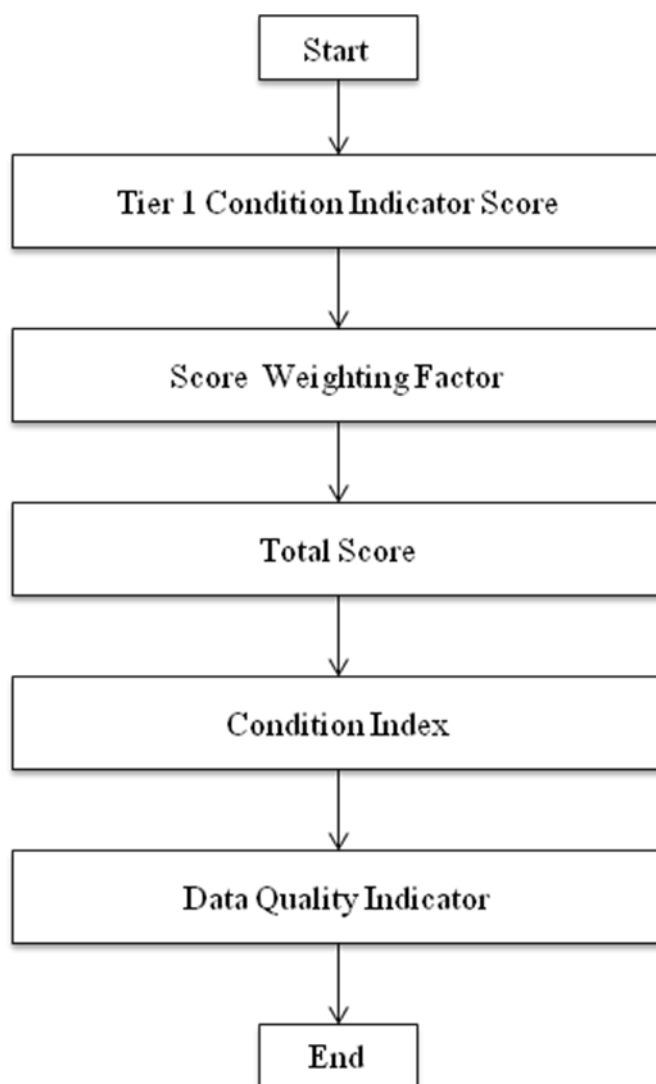 Start
Tier 1 Condition Indicator Score
Score Weighting Factor
Total Score
Condition Index
Data Quality Indicator
End